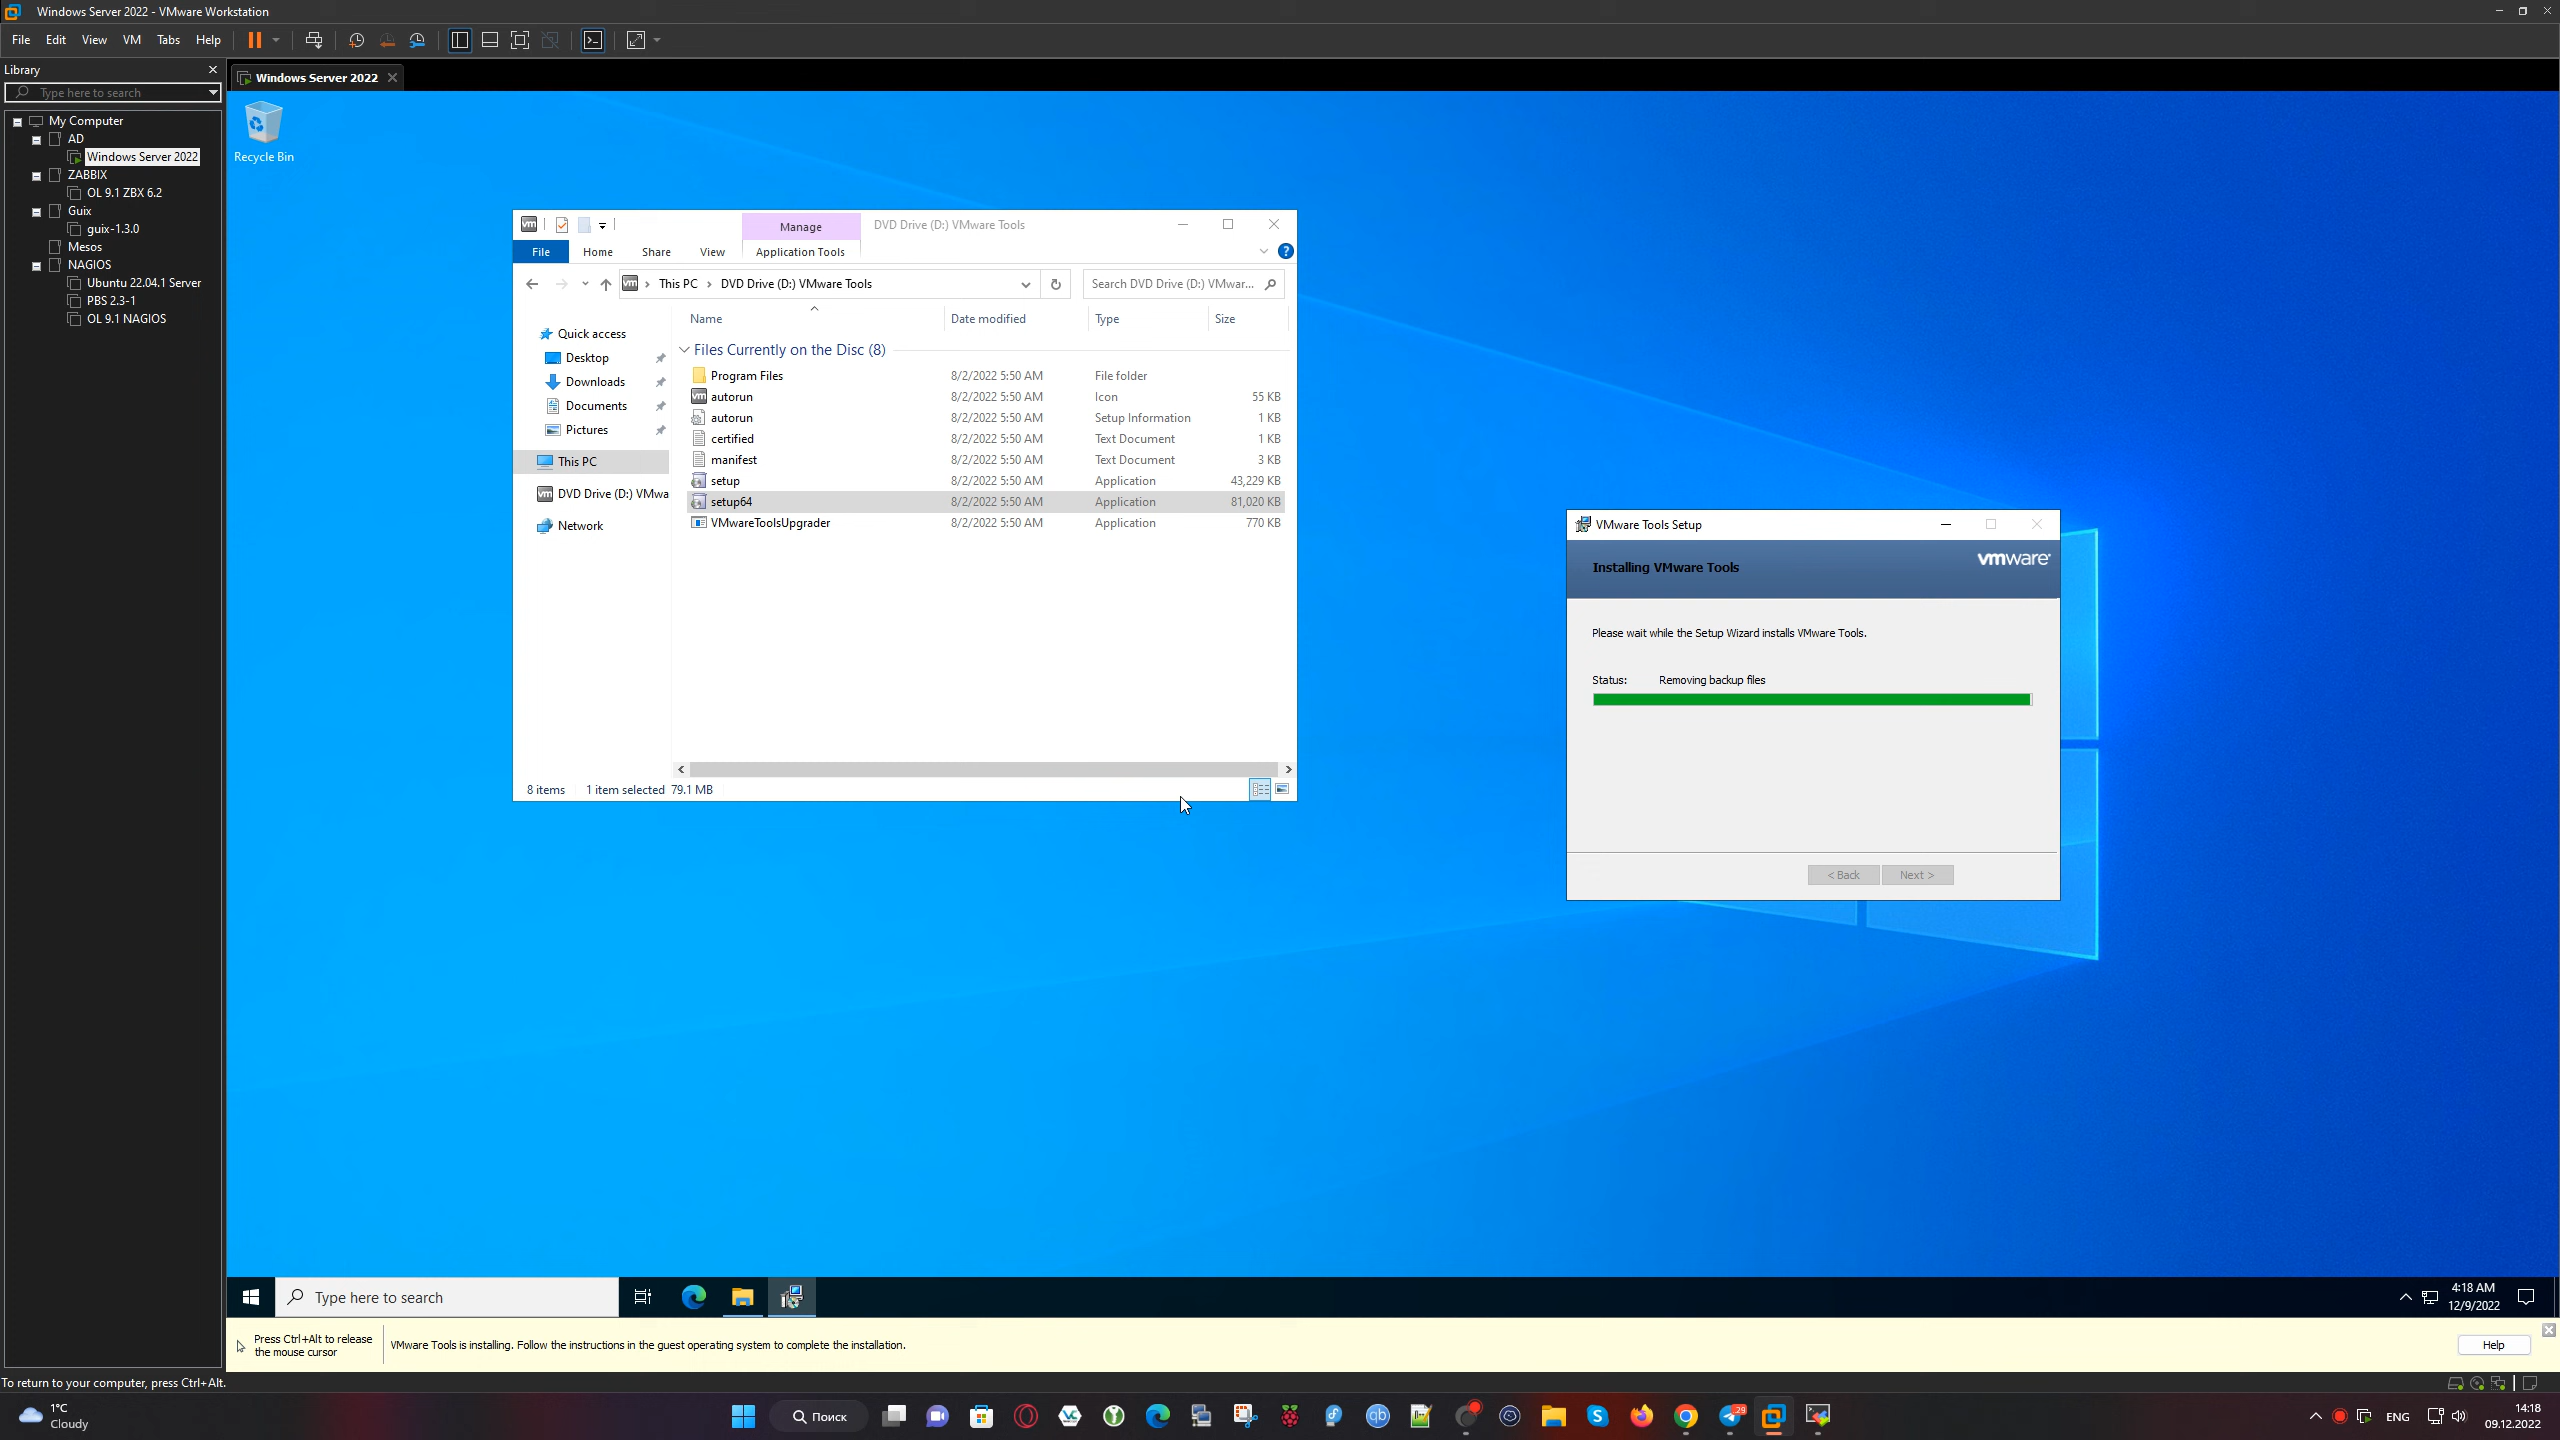 Windows Server 2022 - VMware Workstation
File Edit View VM Tabs Help
Library
Type here to search
My Computer
AD
Windows Server 2022
ZABBIX
OL 9.1 ZBX 6.2
Guix
guix-1.3.0
Mesos
NAGIOS
Ubuntu 22.04.1 Server
PBS 2.3-1
OL 9.1 NAGIOS
Windows Server 2022
Recycle Bin
vm Manage DVD Drive (D:) VMware Tools
File Home Share View Application Tools
vm This PC DVD Drive (D:) VMware Tools Search DVD Drive (D:) VMwar...
Quick access
Desktop
Downloads
Documents
Pictures
This PC
vm DVD Drive (D:) VMwa
Network
Name Date modified Type Size
Files Currently on the Disc (8)
Program Files 8/2/2022 5:50 AM File folder
vm autorun 8/2/2022 5:50 AM Icon 55 KB
autorun 8/2/2022 5:50 AM Setup Information 1 KB
certified 8/2/2022 5:50 AM Text Document 1 KB
manifest 8/2/2022 5:50 AM Text Document 3 KB
setup 8/2/2022 5:50 AM Application 43,229 KB
setup64 8/2/2022 5:50 AM Application 81,020 KB
VMwareToolsUpgrader 8/2/2022 5:50 AM Application 770 KB
8 items 1 item selected 79.1 MB
VMware Tools Setup
Installing VMware Tools
vmware
Please wait while the Setup Wizard installs VMware Tools.
Status: Removing backup files
< Back Next >
Type here to search
4:18 AM
12/9/2022
Press Ctrl+Alt to release
the mouse cursor
VMware Tools is installing. Follow the instructions in the guest operating system to complete the installation.
Help
To return to your computer, press Ctrl+Alt.
1°C
Cloudy
Поиск
qb
29
ENG
14:18
09.12.2022